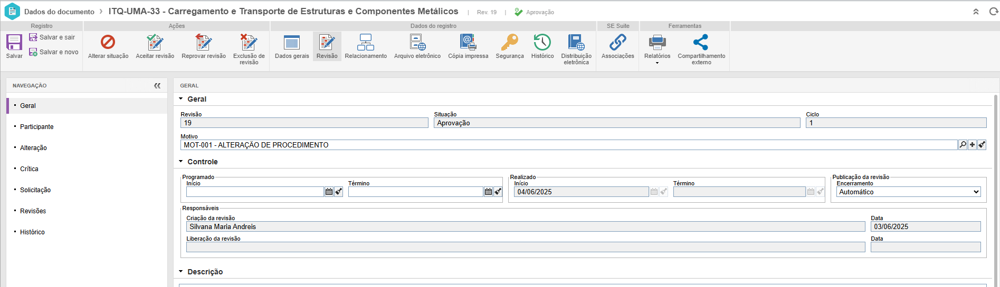 Dados do documento › ITQ-UMA-33 - Carregamento e Transporte de Estruturas e Componentes Metálicos | Rev. 19 | Aprovação
Registro
Ações
Dados do registro
SE Suite
Ferramentas
Salvar
Salvar e sair
Salvar e novo
Alterar situação
Aceitar revisão
Reprovar revisão
Exclusão de
revisão
Dados gerais
Revisão
Relacionamento
Arquivo eletrônico
Cópia impressa
Segurança
Histórico
Distribuição
eletrônica
Associações
Relatórios
Compartilhamento
externo
NAVEGAÇÃO
Geral
Participante
Alteração
Crítica
Solicitação
Revisões
Histórico
GERAL
Geral
Revisão
19
Situação
Aprovação
Ciclo
1
Motivo
MOT-001 - ALTERAÇÃO DE PROCEDIMENTO
Controle
Programado
Início
Término
Realizado
Início
04/06/2025
Término
Publicação da revisão
Encerramento
Automático
Responsáveis
Criação da revisão
Silvana Maria Andreis
Data
03/06/2025
Liberação da revisão
Data
Descrição